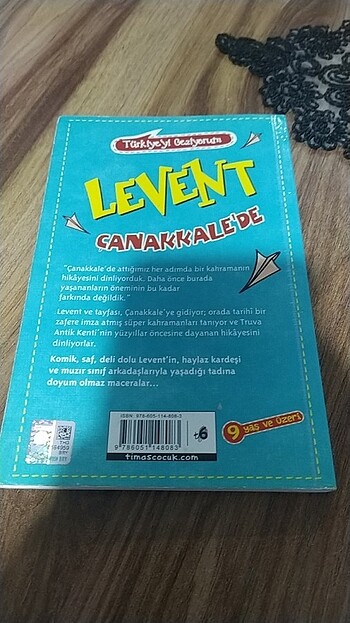 Türkiye'yi Geziyorum
LEVENT
ÇANAKKALE'DE
"Çanakkale'de attığımız her adımda bir kahramanın
hikâyesini dinliyorduk. Daha önce burada
yaşananların öneminin bu kadar
farkında değildik."
Levent ve tayfası, Çanakkale'ye gidiyor; orada tarihî bir
zafere imza atmış süper kahramanları tanıyor ve Truva
Antik Kenti'nin yüzyıllar öncesine dayanan hikâyesini
dinliyorlar.
Komik, saf, deli dolu Levent'in, haylaz kardeşi
ve muzır sınıf arkadaşlarıyla yaşadığı tadına
doyum olmaz maceralar...
ISBN: 978-605-114-808-3
9 786051 148083
₺6
timascocuk.com
9 yaş ve üzeri